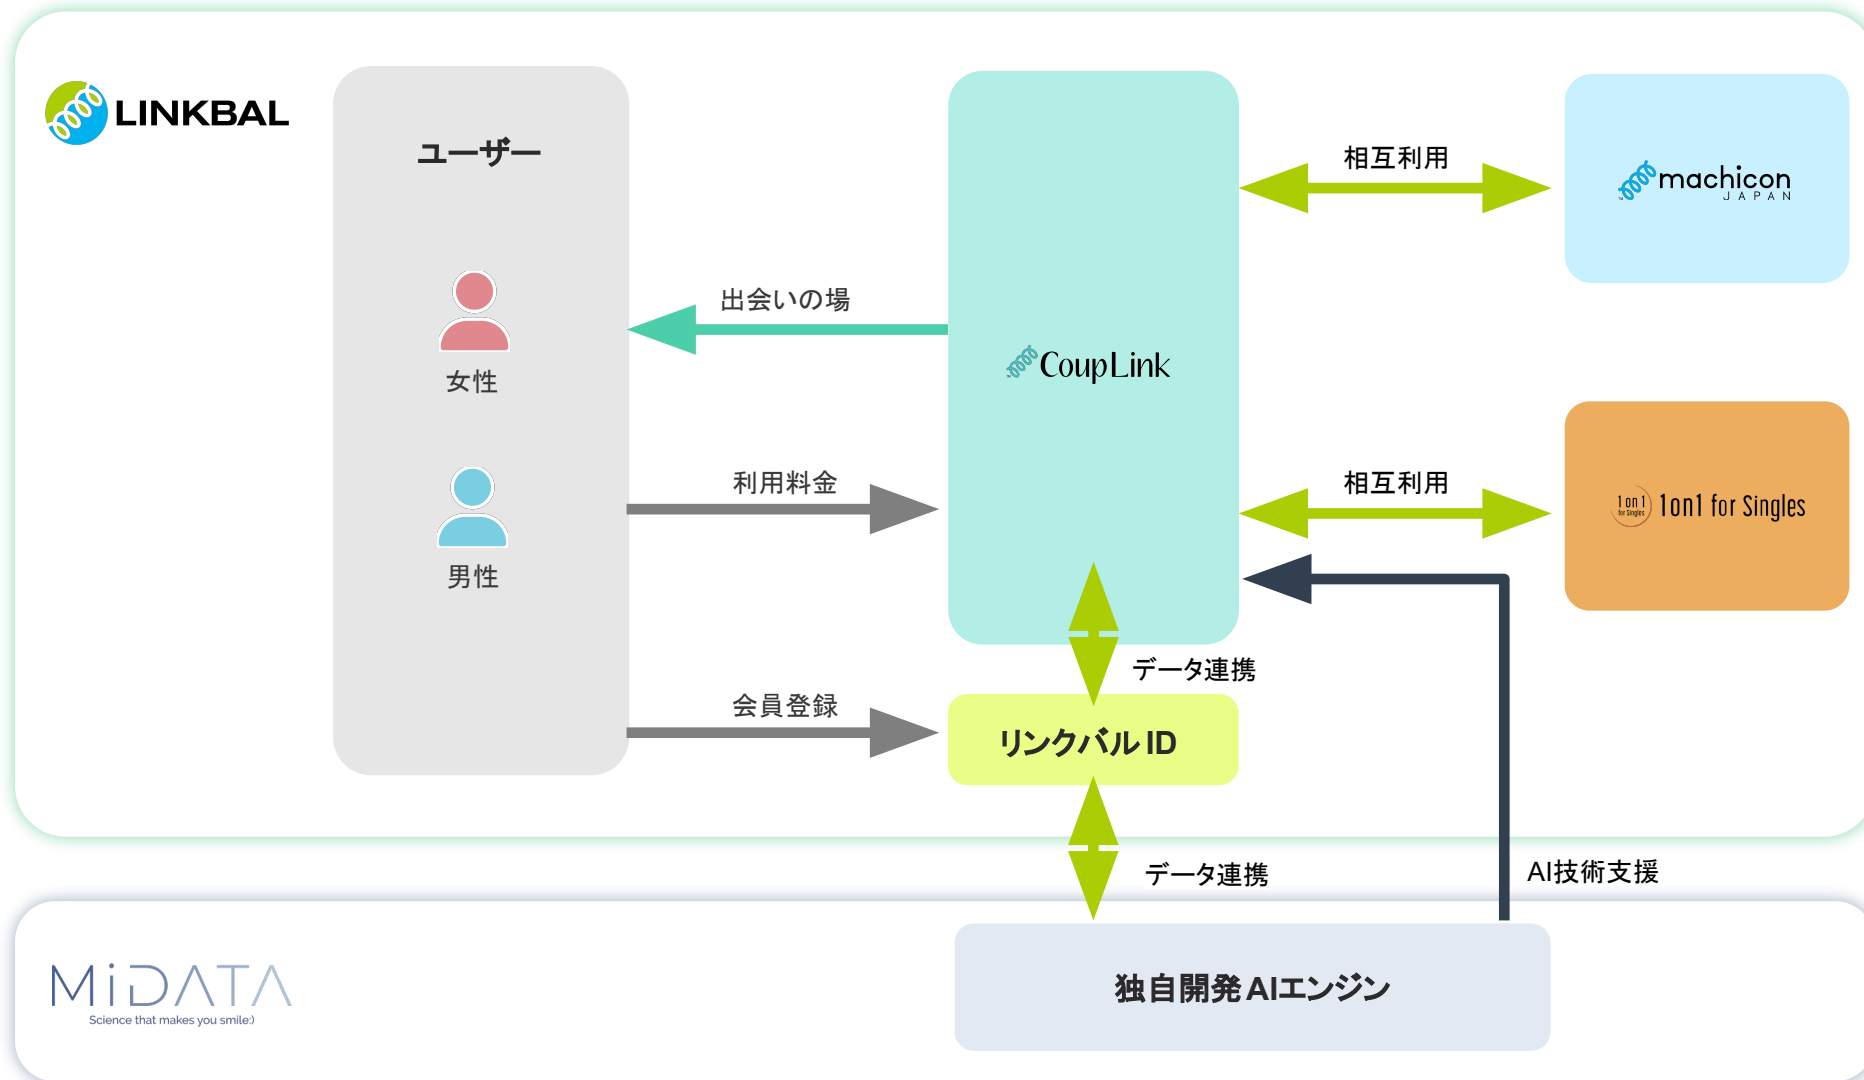 LINKBAL
ユーザー
女性
男性
出会いの場
利用料金
会員登録
CoupLink
相互利用
machicon
JAPAN
相互利用
1on1
for Singles
1on1 for Singles
データ連携
リンクバルID
データ連携
AI技術支援
MiDATA
Science that makes you smile:)
独自開発AIエンジン